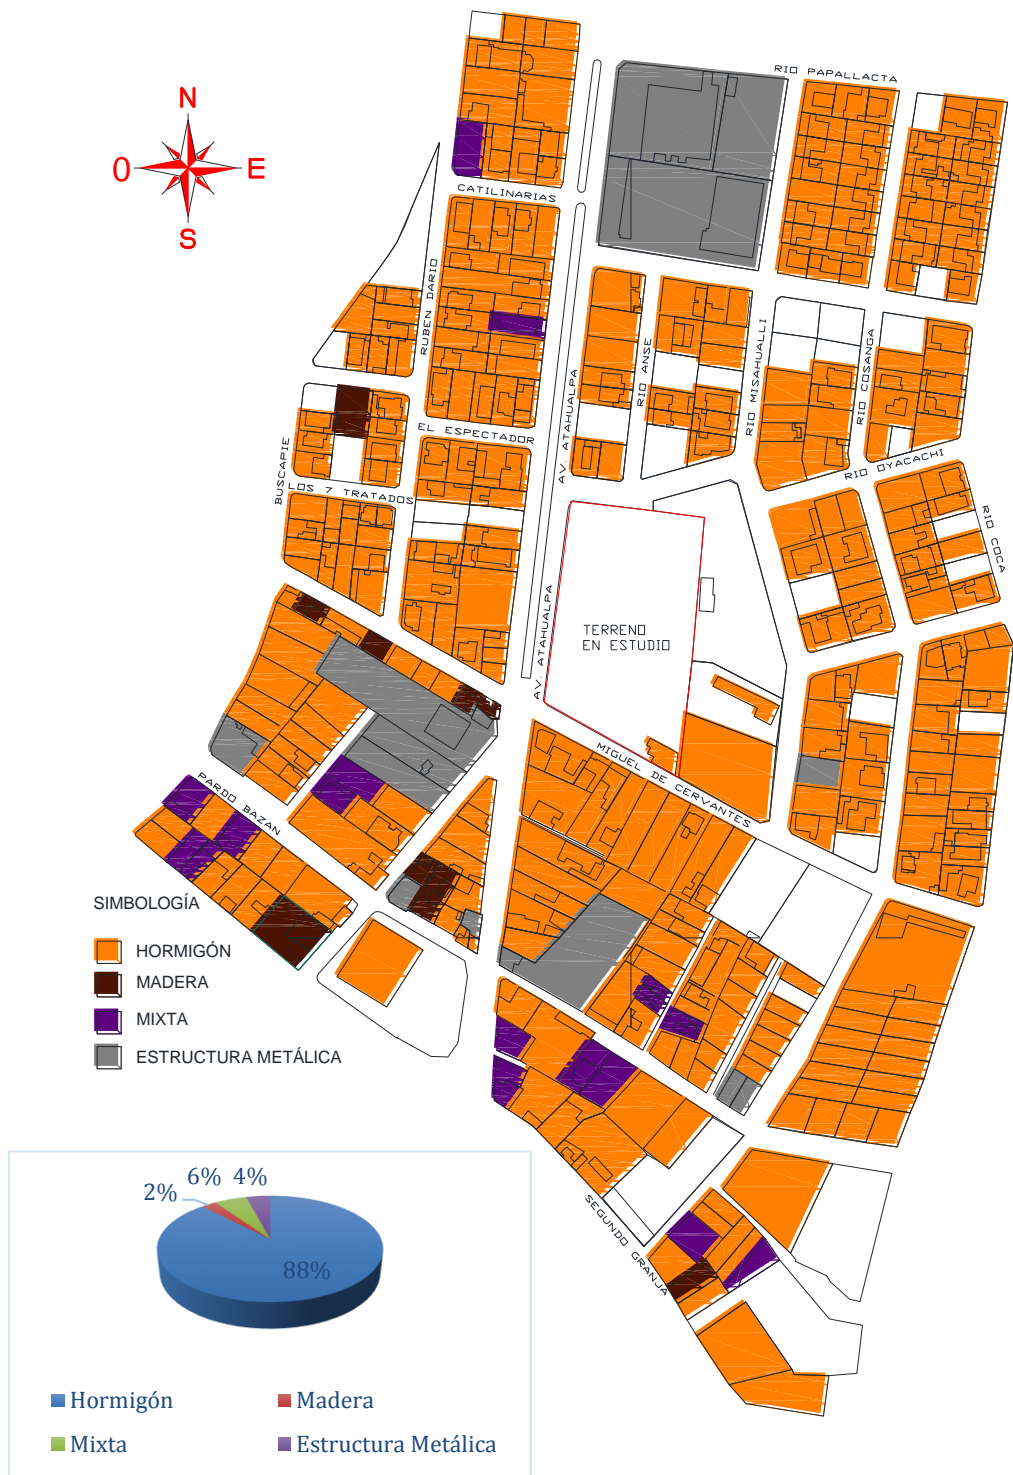 RIO PAPALLACTA
N
O
E
S
CATILINARIAS
RUBEN DARIO
AV. ATAHUALPA
RIO ANSE
RIO MISAHUALLI
RIO COSANGA
EL ESPECTADOR
RIO OYACACHI
BUSCAPIE
LOS 7 TRATADOS
RIO COCA
AV. ATAHUALPA
TERRENO
EN ESTUDIO
MIGUEL DE CERVANTES
PARDO BAZAN
SIMBOLOGÍA
HORMIGÓN
MADERA
MIXTA
ESTRUCTURA METÁLICA
SEGUNDO GRANJA
6% 4%
2%
88%
Hormigón
Madera
Mixta
Estructura Metálica